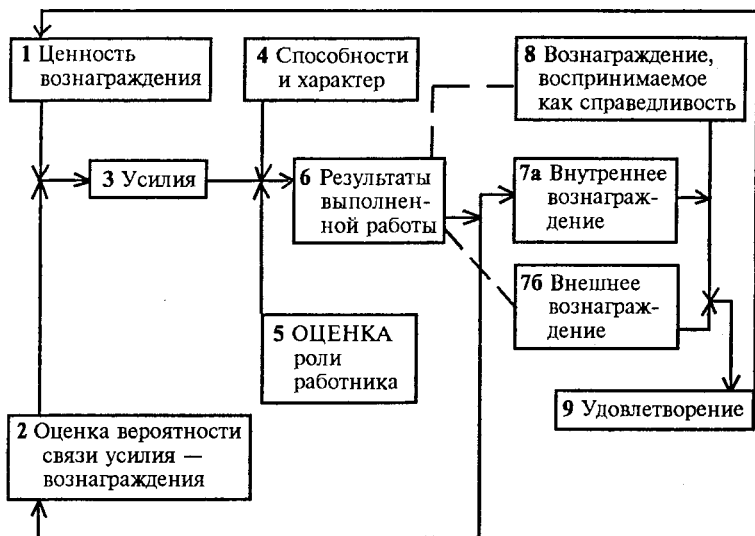 1 Ценность
вознаграждения
4 Способности
и характер
8 Вознаграждение,
воспринимаемое
как справедливость
3 Усилия
6 Результаты
выполнен-
ной работы
7а Внутреннее
вознаграж-
дение
7б Внешнее
вознаграж-
дение
5 ОЦЕНКА
роли
работника
9 Удовлетворение
2 Оценка вероятности
связи усилия —
вознаграждения